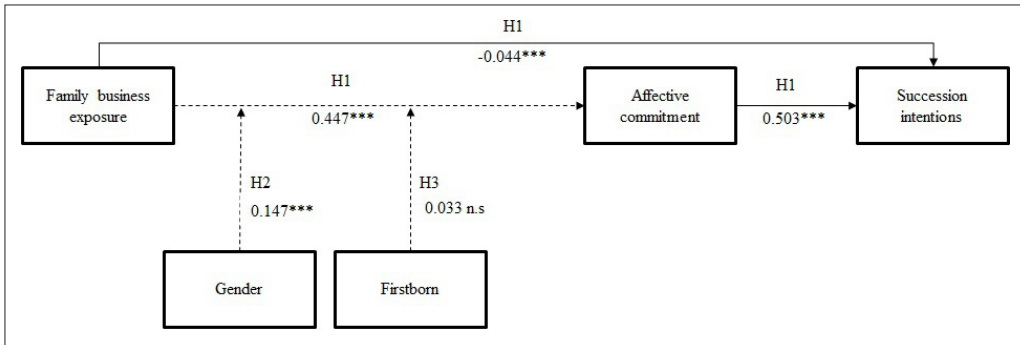 H1
-0.044***
Family business
exposure
H1
0.447***
Affective
commitment
H1
0.503***
Succession
intentions
H2
0.147***
H3
0.033 n.s
Gender
Firstborn